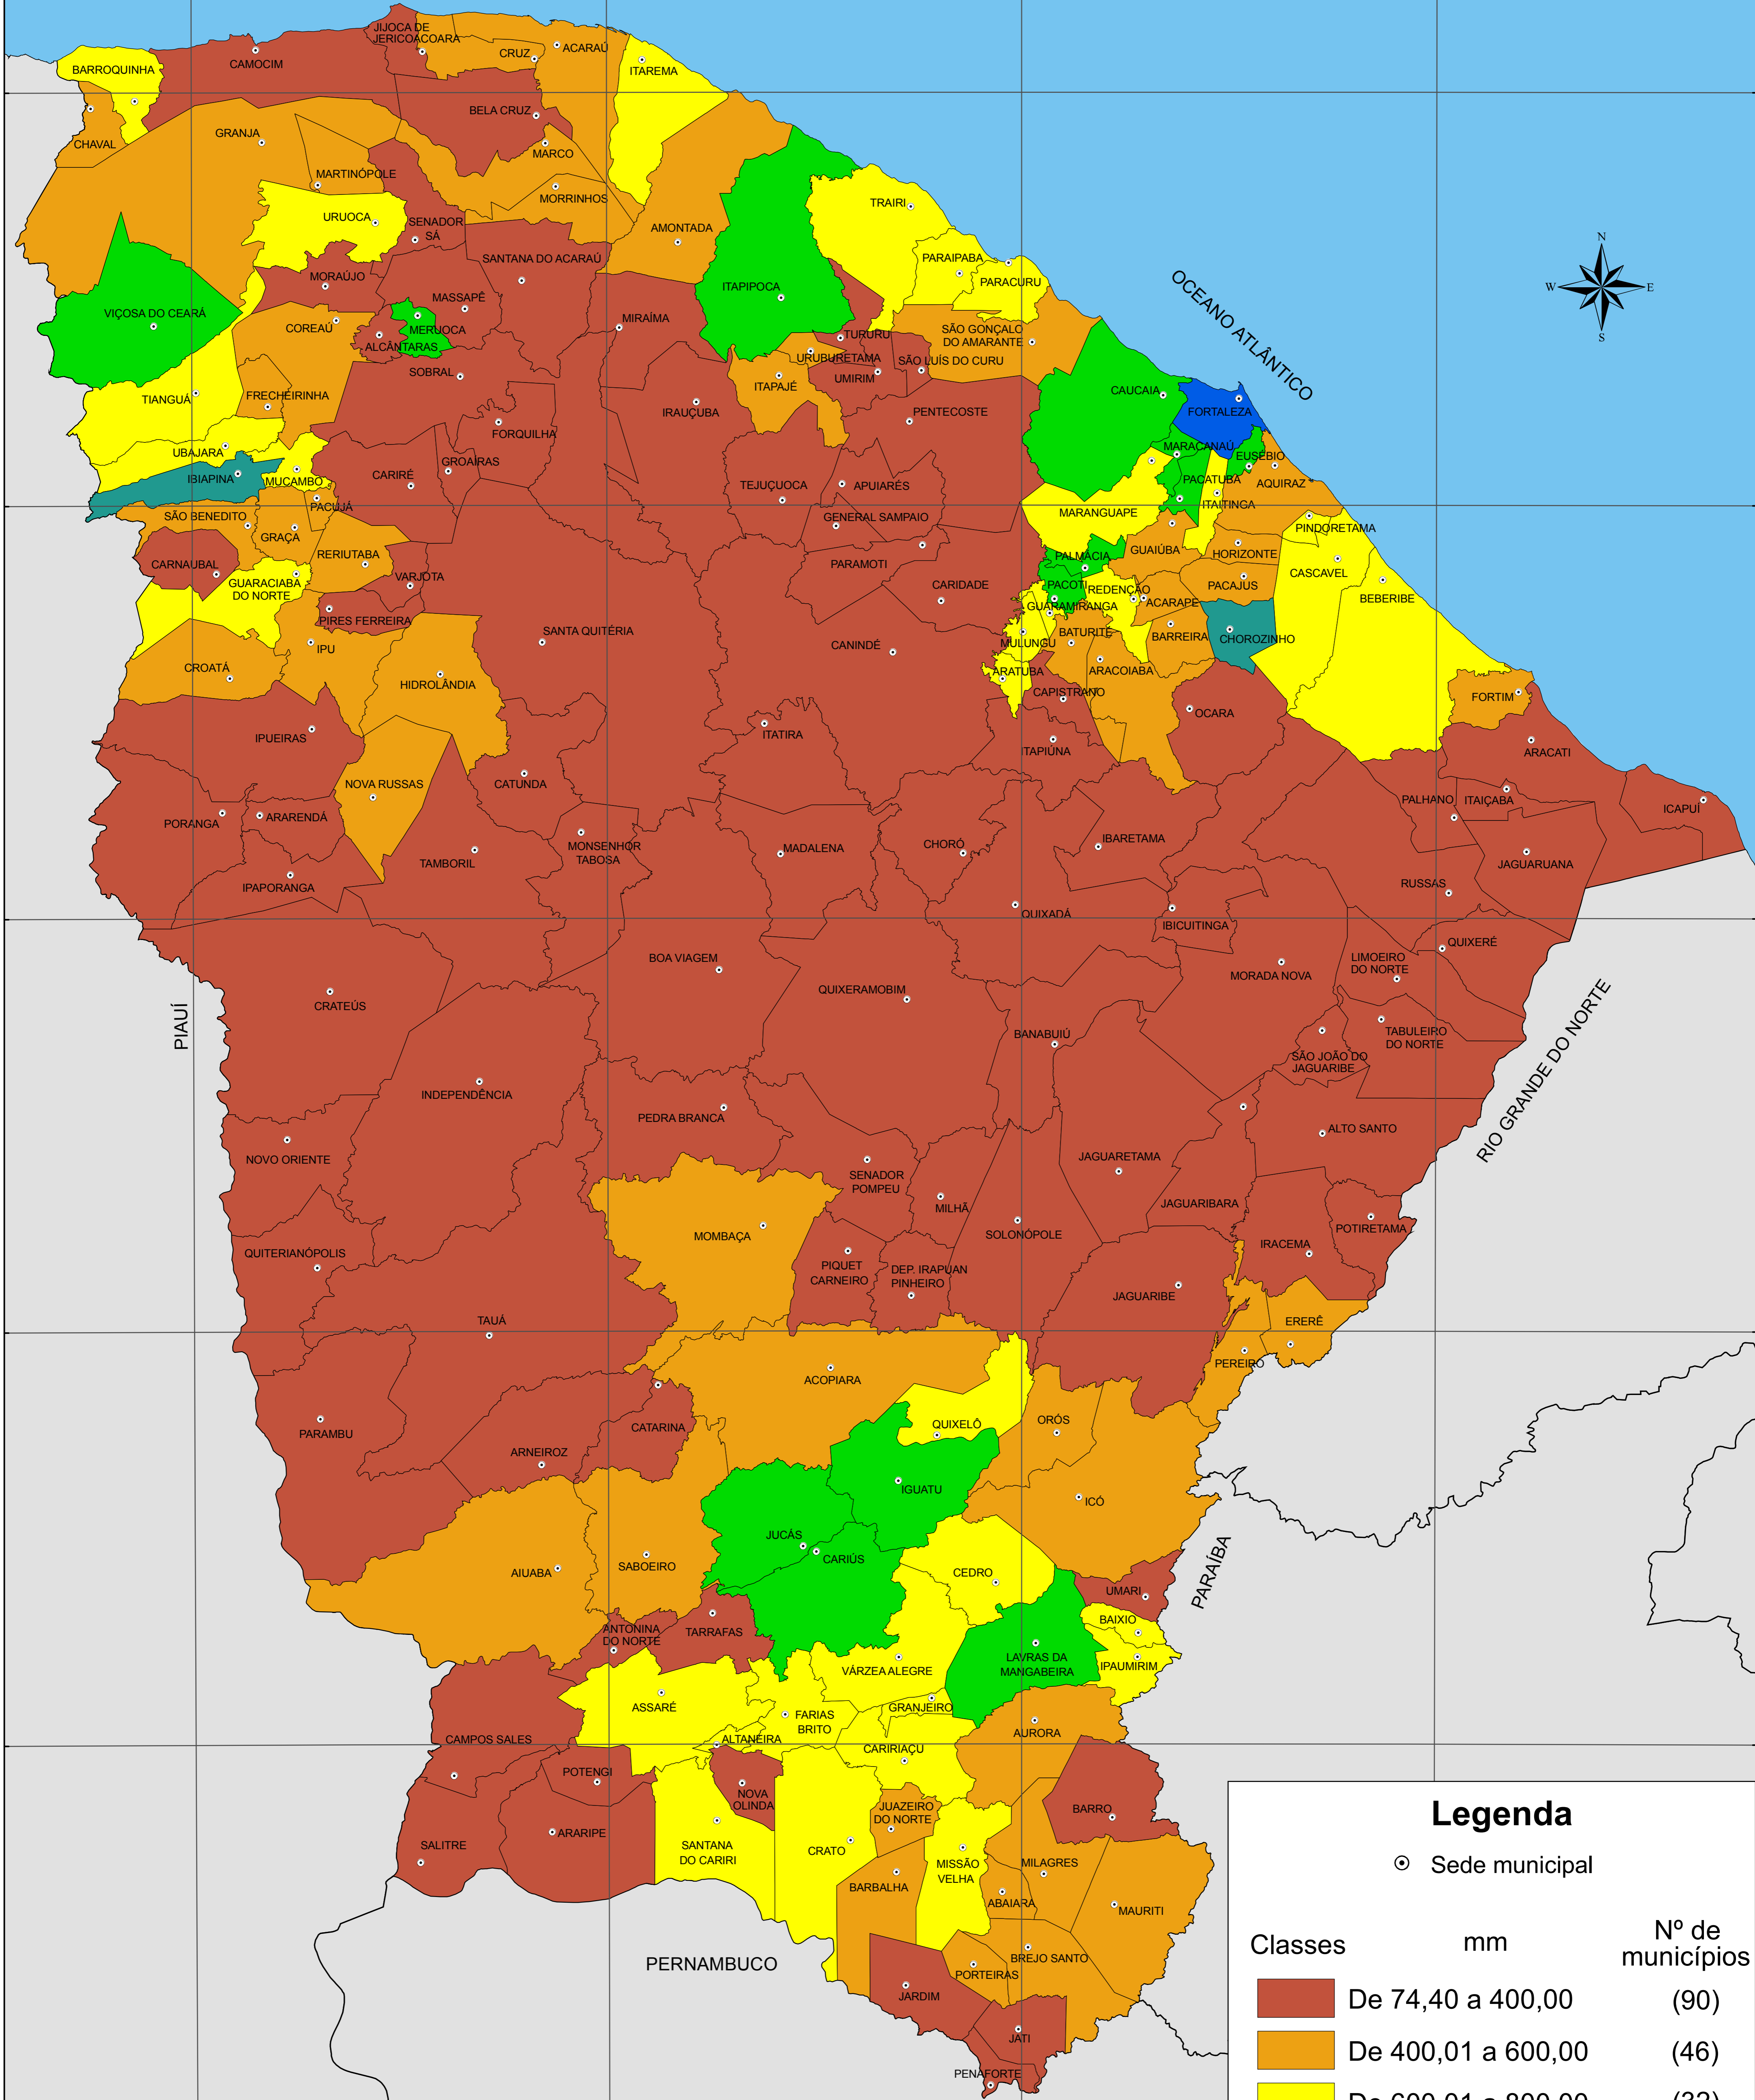 JIJOCA DE
JERICOACOARA
CAMOCIM
CRUZ
ACARAÚ
BARROQUINHA
ITAREMA
BELA CRUZ
CHAVAL
GRANJA
MARCO
MARTINÓPOLE
MORRINHOS
URUOCA
SENADOR
SÁ
AMONTADA
TRAIRI
SANTANA DO ACARAÚ
PARAIPABA
PARACURU
MORAÚJO
MASSAPÊ
ITAPIPOCA
VIÇOSA DO CEARÁ
COREAÚ
MERUOCA
MIRAÍMA
ALCÂNTARAS
TURURU
SÃO GONÇALO
DO AMARANTE
URUBURETAMA
SÃO LUÍS DO CURU
SOBRAL
UMIRIM
ITAPAJÉ
OCEANO ATLÂNTICO
N
W
E
S
TIANGUÁ
FRECHEIRINHA
IRAUÇUBA
PENTECOSTE
CAUCAIA
FORTALEZA
FORQUILHA
UBAJARA
MARACANAÚ
EUSÉBIO
IBIAPINA
MUCAMBO
CARIRÉ
GROAÍRAS
TEJUÇUOCA
APUIARÉS
PACATUBA
AQUIRAZ
ITAITINGA
PACUJÁ
SÃO BENEDITO
GRAÇA
GENERAL SAMPAIO
MARANGUAPE
PINDORETAMA
RERIUTABA
CARNAUBAL
VARJOTA
GUARACIABA
DO NORTE
PARAMOTI
PALMÁCIA
GUAIÚBA
HORIZONTE
CASCAVEL
CARIDADE
PACOTI
REDENÇÃO
PACAJUS
BEBERIBE
GUARAMIRANGA
ACARAPE
PIRES FERREIRA
SANTA QUITÉRIA
CANINDÉ
MULUNGU
BATURITÉ
BARREIRA
CHOROZINHO
IPU
CROATÁ
HIDROLÂNDIA
ARATUBA
ARACOIABA
CAPISTRANO
OCARA
FORTIM
IPUEIRAS
ITATIRA
ITAPIÚNA
ARACATI
NOVA RUSSAS
CATUNDA
PORANGA
ARARENDÁ
PALHANO
ITAIÇABA
ICAPUÍ
TAMBORIL
MONSENHOR
TABOSA
MADALENA
CHORÓ
IBARETAMA
JAGUARUANA
IPAPORANGA
RUSSAS
QUIXADÁ
IBICUITINGA
QUIXERÉ
BOA VIAGEM
LIMOEIRO
DO NORTE
MORADA NOVA
PIAUÍ
CRATEÚS
QUIXERAMOBIM
BANABUIÚ
TABULEIRO
DO NORTE
SÃO JOÃO DO
JAGUARIBE
RIO GRANDE DO NORTE
INDEPENDÊNCIA
PEDRA BRANCA
ALTO SANTO
NOVO ORIENTE
JAGUARETAMA
SENADOR
POMPEU
MILHÃ
JAGUARIBARA
SOLONÓPOLE
POTIRETAMA
MOMBAÇA
IRACEMA
QUITERIANÓPOLIS
PIQUET
CARNEIRO
DEP. IRAPUAN
PINHEIRO
JAGUARIBE
TAUÁ
ERERÊ
PEREIRO
ACOPIARA
CATARINA
QUIXELÔ
ORÓS
PARAMBU
ARNEIROZ
IGUATU
ICÓ
JUCÁS
CARIÚS
SABOEIRO
AIUABA
CEDRO
PARAÍBA
UMARI
BAIXIO
ANTONINA
DO NORTE
TARRAFAS
LAVRAS DA
MANGABEIRA
IPAUMIRIM
VÁRZEA ALEGRE
ASSARÉ
GRANJEIRO
FARIAS
BRITO
AURORA
CAMPOS SALES
ALTANEIRA
CARIRIAÇU
POTENGI
NOVA
OLINDA
JUAZEIRO
DO NORTE
BARRO
SALITRE
ARARIPE
SANTANA
DO CARIRI
CRATO
MISSÃO
VELHA
MILAGRES
BARBALHA
ABAIARA
MAURITI
PERNAMBUCO
BREJO SANTO
PORTEIRAS
JARDIM
JATI
PENAFORTE
Legenda
Sede municipal
Classes mm Nº de
municípios
De 74,40 a 400,00 (90)
De 400,01 a 600,00 (46)
De 600,01 a 800,00 (32)